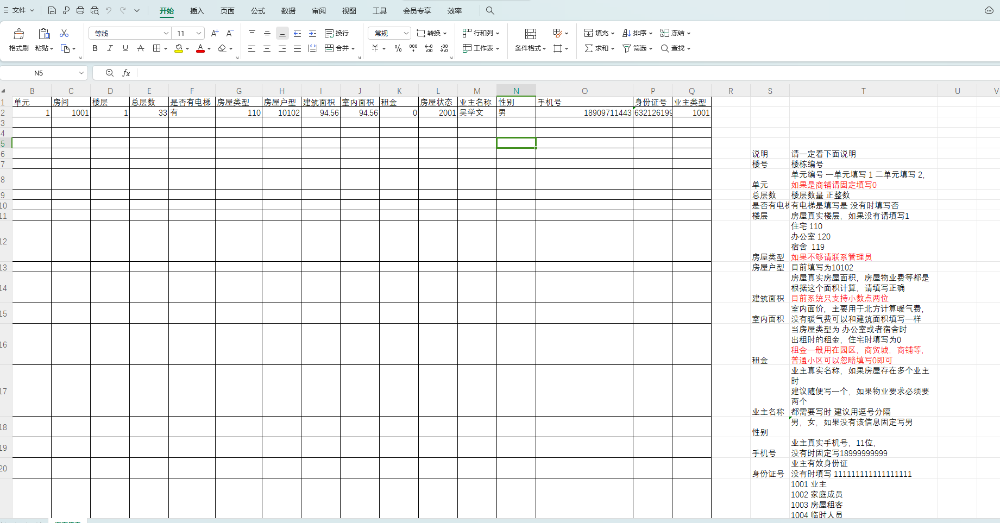 文件
开始 插入 页面 公式 数据 审阅 视图 工具 会员专享 效率
等线 11 A+ A- 换行 常规 转换 行和列 填充 排序 冻结
格式刷 粘贴 B I U A A 合并 ¥ % 工作表 条件格式 求和 筛选 查找
N5 fx
B C D E F G H I J K L M N O P Q R S T U V
1 单元 房间 楼层 总层数 是否有电梯 房屋类型 房屋户型 建筑面积 室内面积 租金 房屋状态 业主名称 性别 手机号 身份证号 业主类型
2 1 1001 1 33 有 110 10102 94.56 94.56 0 2001 吴学文 男 18909711443 632126199 1001
3
4
5
6 说明 请一定看下面说明
7 楼号 楼栋编号
单元编号 一单元填写 1 二单元填写 2，
8 单元 如果是商铺请固定填写0
9 总层数 楼层数量 正整数
10 是否有电梯 有电梯是填写是 没有时填写否
11 楼层 房屋真实楼层，如果没有请填写1
住宅 110
12 办公室 120
宿舍 119
房屋类型 如果不够请联系管理员
13 房屋户型 目前填写为10102
房屋真实房屋面积，房屋物业费等都是
14 根据这个面积计算，请填写正确
建筑面积 目前系统只支持小数点两位
室内面价，主要用于北方计算暖气费，
15 室内面积 没有暖气费可以和建筑面积填写一样
当房屋类型为 办公室或者宿舍时
16 出租时的租金，住宅时填写为0
租金一般用在园区，商贸城，商铺等，
租金 普通小区可以忽略填写0即可
业主真实名称，如果房屋存在多个业主
时
17 建议随便写一个，如果物业要求必须要
两个
业主名称 都需要写时 建议用逗号分隔
18 男，女，如果没有该信息固定写男
性别
19 业主真实手机号，11位，
手机号 没有时固定写18999999999
20 业主有效身份证
身份证号 没有时填写 111111111111111111
1001 业主
1002 家庭成员
1003 房屋租客
1004 临时人员